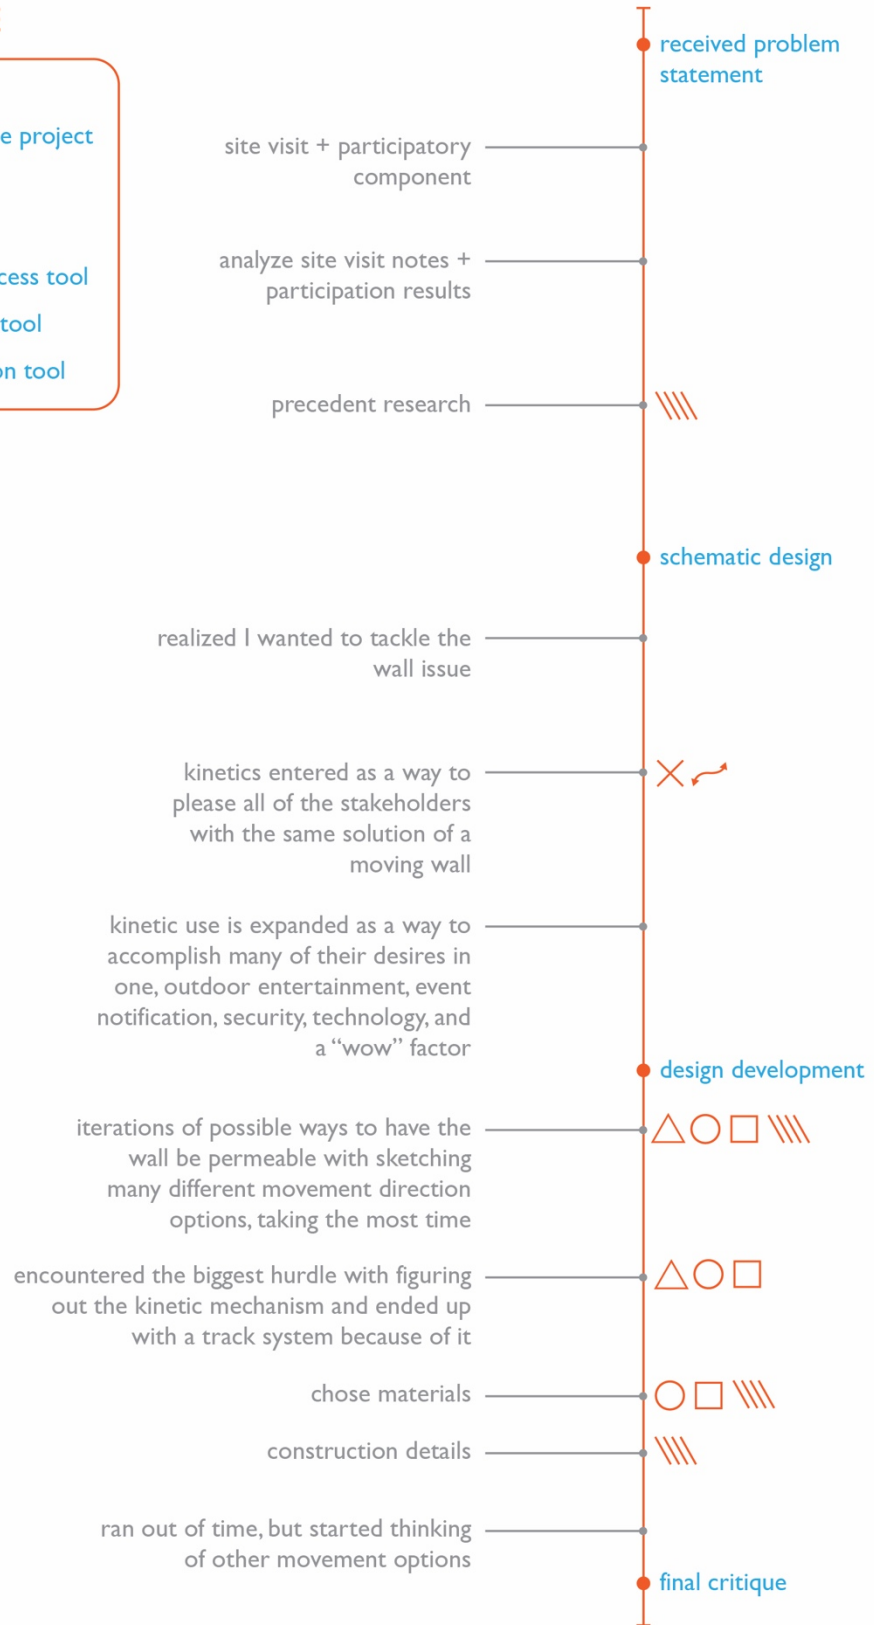 received problem
statement
e project
site visit + participatory
component
analyze site visit notes +
participation results
cess tool
tool
on tool
precedent research
schematic design
realized I wanted to tackle the
wall issue
kinetics entered as a way to
please all of the stakeholders
with the same solution of a
moving wall
kinetic use is expanded as a way to
accomplish many of their desires in
one, outdoor entertainment, event
notification, security, technology, and
a “wow” factor
design development
iterations of possible ways to have the
wall be permeable with sketching
many different movement direction
options, taking the most time
encountered the biggest hurdle with figuring
out the kinetic mechanism and ended up
with a track system because of it
chose materials
construction details
ran out of time, but started thinking
of other movement options
final critique